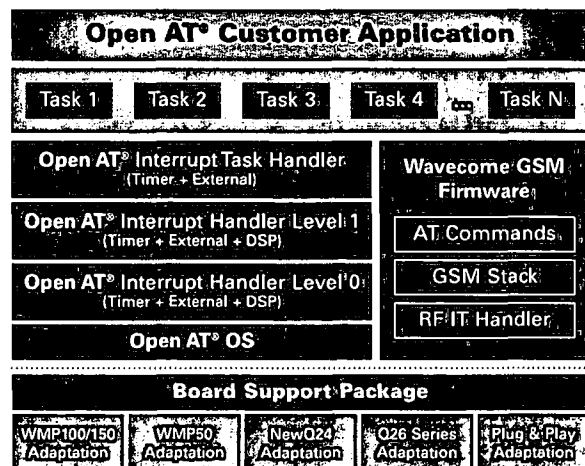 Open AT® Customer Application
Task 1 Task 2 Task 3 Task 4 ... Task N
Open AT® Interrupt Task Handler
(Timer + External)
Open AT® Interrupt Handler Level 1
(Timer + External + DSP)
Open AT® Interrupt Handler Level 0
(Timer + External + DSP)
Open AT® OS
Wavecome GSM
Firmware
AT Commands
GSM Stack
RF IT Handler
Board Support Package
WMP100/150
Adaptation
WMP50
Adaptation
NewQ24
Adaptation
Q26 Series
Adaptation
Plug & Play
Adaptation